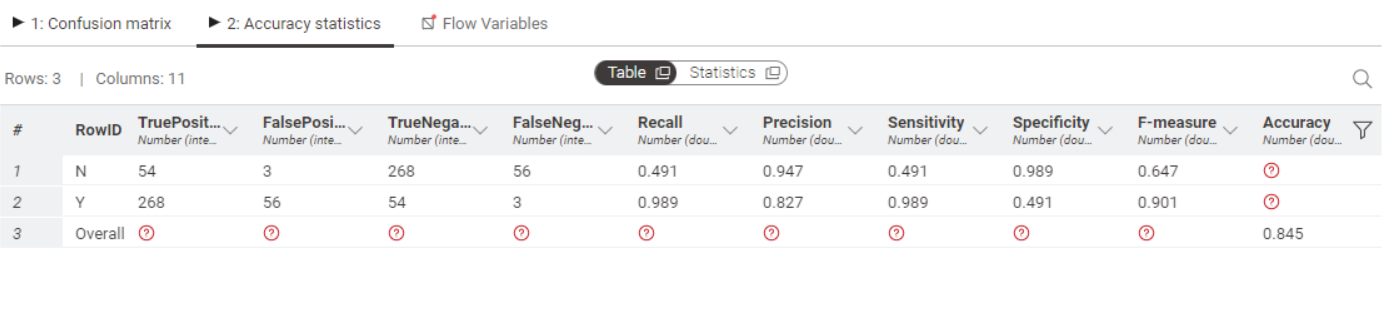 1: Confusion matrix 2: Accuracy statistics Flow Variables
Rows: 3 | Columns: 11 Table Statistics
# RowID TruePosit... FalsePosi... TrueNega... FalseNeg... Recall Precision Sensitivity Specificity F-measure Accuracy
Number (inte... Number (inte... Number (inte... Number (inte... Number (dou... Number (dou... Number (dou... Number (dou... Number (dou... Number (dou...
1 N 54 3 268 56 0.491 0.947 0.491 0.989 0.647 ?
2 Y 268 56 54 3 0.989 0.827 0.989 0.491 0.901 ?
3 Overall ? ? ? ? ? ? ? ? ? 0.845